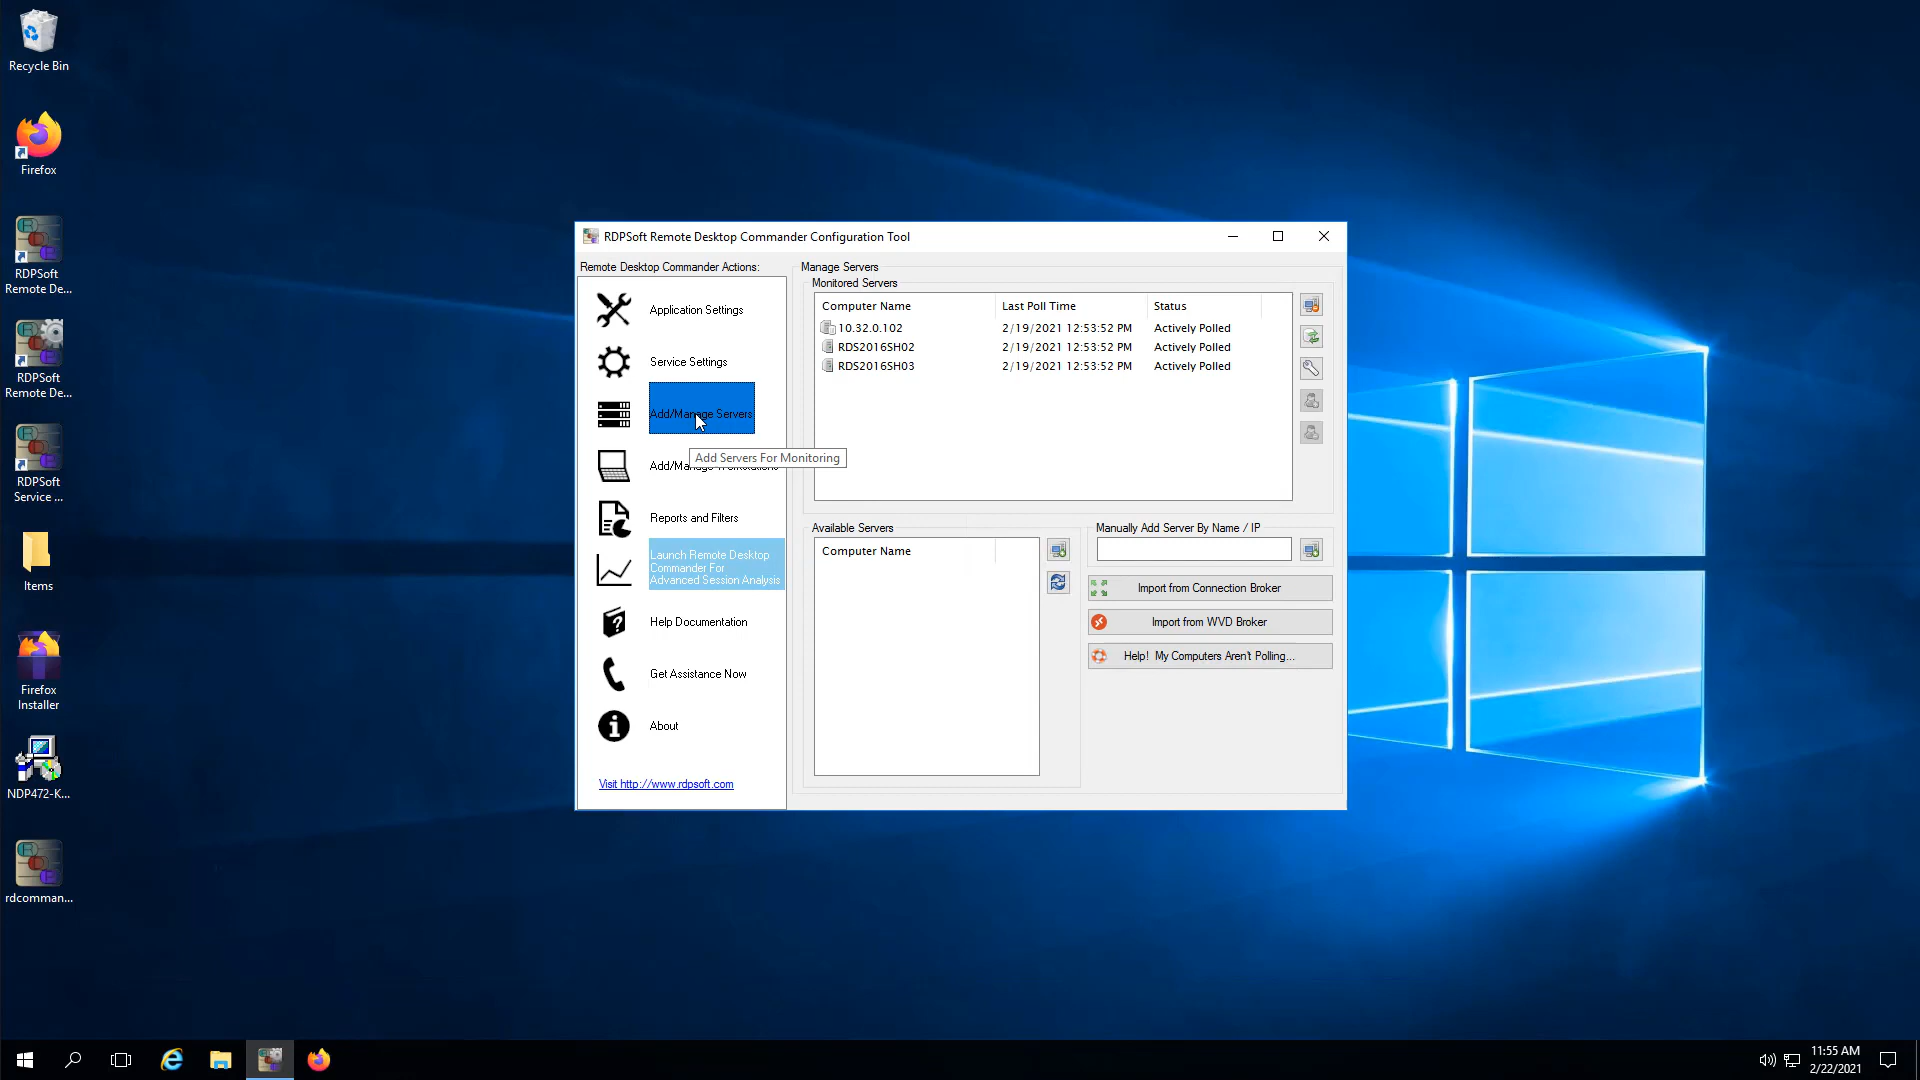 Recycle Bin
Firefox
RDPSoft
Remote De...
RDPSoft
Remote De...
RDPSoft
Service ...
Items
Firefox
Installer
NDP472-K...
rdcomman...
RDPSoft Remote Desktop Commander Configuration Tool
Remote Desktop Commander Actions:
Application Settings
Service Settings
Add/Manage Servers
Add Servers For Monitoring
Reports and Filters
Launch Remote Desktop
Commander For
Advanced Session Analysis
Help Documentation
Get Assistance Now
About
Visit http://www.rdpsoft.com
Manage Servers
Monitored Servers
Computer Name Last Poll Time Status
10.32.0.102 2/19/2021 12:53:52 PM Actively Polled
RDS2016SH02 2/19/2021 12:53:52 PM Actively Polled
RDS2016SH03 2/19/2021 12:53:52 PM Actively Polled
Available Servers
Computer Name
Manually Add Server By Name / IP
Import from Connection Broker
Import from WVD Broker
Help! My Computers Aren't Polling...
11:55 AM
2/22/2021